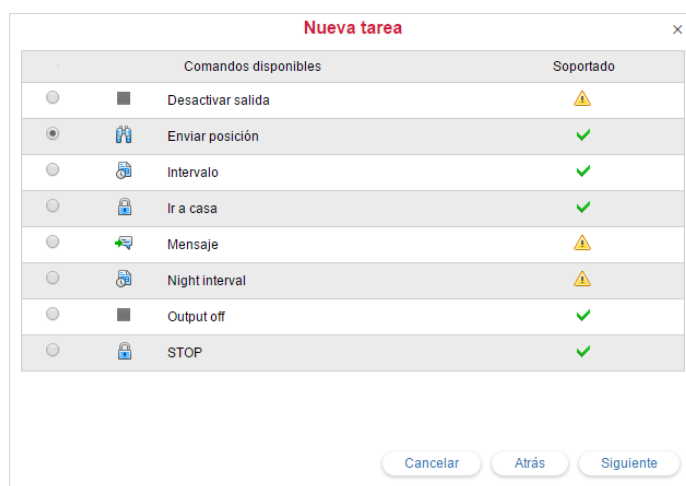 Nueva tarea
Comandos disponibles Soportado
Desactivar salida
Enviar posición
Intervalo
Ir a casa
Mensaje
Night interval
Output off
STOP
Cancelar Atrás Siguiente